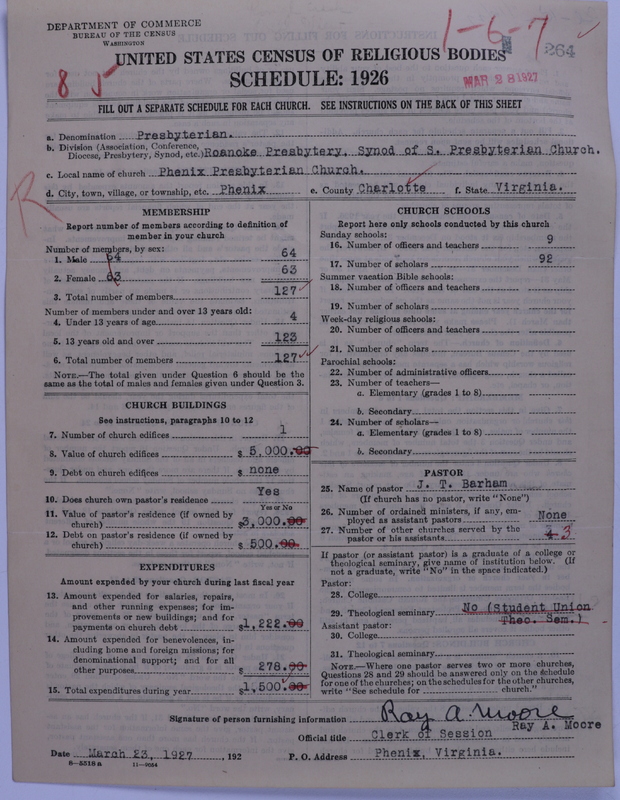 DEPARTMENT OF COMMERCE
BUREAU OF THE CENSUS
WASHINGTON
1-6-7
264
8 5
UNITED STATES CENSUS OF RELIGIOUS BODIES
SCHEDULE: 1926
MAR 28 1927
FILL OUT A SEPARATE SCHEDULE FOR EACH CHURCH. SEE INSTRUCTIONS ON THE BACK OF THIS SHEET
a. Denomination Presbyterian.
b. Division (Association, Conference, Diocese, Presbytery, Synod, etc.) Roanoke Presbytery, Synod of S. Presbyterian Church.
c. Local name of church Phenix Presbyterian Church.
R
d. City, town, village, or township, etc. Phenix e. County Charlotte f. State Virginia.
MEMBERSHIP
Report number of members according to definition of
member in your church
Number of members, by sex:
1. Male 64 64
2. Female 63 63
3. Total number of members 127
Number of members under and over 13 years old:
4. Under 13 years of age 4
5. 13 years old and over 123
6. Total number of members 127
NOTE.—The total given under Question 6 should be
same as the total of males and females given under Question 3.
CHURCH BUILDINGS
See instructions, paragraphs 10 to 12
7. Number of church edifices 1
8. Value of church edifices $ 5,000.00
9. Debt on church edifices $ none
10. Does church own pastor's residence Yes
Yes or No
11. Value of pastor's residence (if owned by
church) $3,000.00
12. Debt on pastor's residence (if owned by
church) $ 500.00
EXPENDITURES
Amount expended by your church during last fiscal year
13. Amount expended for salaries, repairs,
and other running expenses; for im-
provements or new buildings; and for
payments on church debt $1,222.00
14. Amount expended for benevolences, in-
cluding home and foreign missions; for
denominational support; and for all
other purposes $ 278.00
15. Total expenditures during year $1,500.00
CHURCH SCHOOLS
Report here only schools conducted by this church
Sunday schools:
16. Number of officers and teachers 9
17. Number of scholars 92
Summer vacation Bible schools:
18. Number of officers and teachers
19. Number of scholars
Week-day religious schools:
20. Number of officers and teachers
21. Number of scholars
Parochial schools:
22. Number of administrative officers
23. Number of teachers—
a. Elementary (grades 1 to 8)
b. Secondary
24. Number of scholars—
a. Elementary (grades 1 to 8)
b. Secondary
PASTOR
25. Name of pastor J. T. Barham
(If church has no pastor, write "None")
26. Number of ordained ministers, if any, em-
ployed as assistant pastors None
27. Number of other churches served by the
pastor or his assistants 3
If pastor (or assistant pastor) is a graduate of a college or
theological seminary, give name of institution below. (If
not a graduate, write "No" in the space indicated.)
Pastor:
28. College
29. Theological seminary No (Student Union
Theo. Sem.)
Assistant pastor:
30. College
31. Theological seminary
NOTE.—Where one pastor serves two or more churches,
Questions 28 and 29 should be answered only on the schedule
for one of the churches; on the schedules for the other churches,
write "See schedule for church."
Signature of person furnishing information Ray A. Moore
Ray A. Moore
Official title Clerk of Session
Date March 23, 1927, 192 P. O. Address Phenix, Virginia.
8-5518 a 11-9664